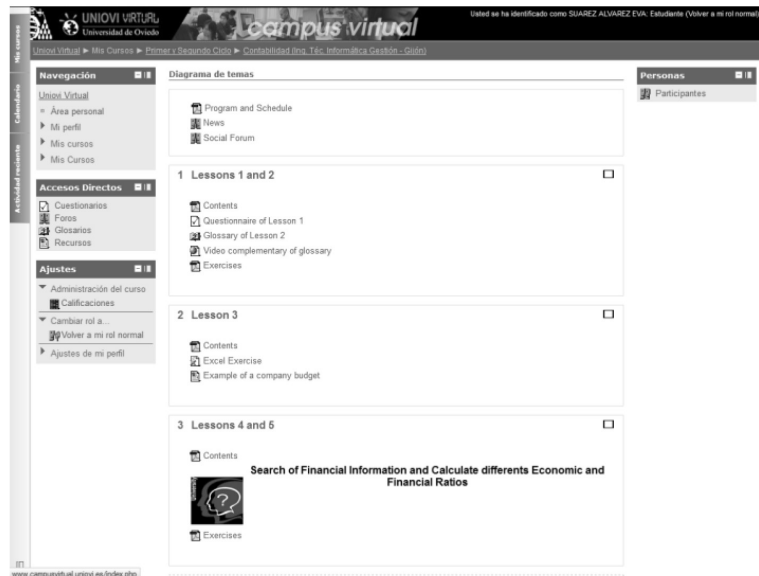 UNIOVI VIRTUAL
Universidad de Oviedo
campus virtual
Usted se ha identificado como SUAREZ ALVAREZ EVA: Estudiante (Volver a mi rol normal)
Uniovi Virtual ► Mis Cursos ► Primer y Segundo Ciclo ► Contabilidad (Ing. Téc. Informática Gestión - Gijón)
Mis cursos
Calendario
Actividad reciente
Navegación
Uniovi Virtual
Área personal
Mi perfil
Mis cursos
Mis Cursos
Accesos Directos
Cuestionarios
Foros
Glosarios
Recursos
Ajustes
Administración del curso
Calificaciones
Cambiar rol a...
Volver a mi rol normal
Ajustes de mi perfil
Diagrama de temas
Program and Schedule
News
Social Forum
1 Lessons 1 and 2
Contents
Questionnaire of Lesson 1
Glossary of Lesson 2
Video complementary of glossary
Exercises
2 Lesson 3
Contents
Excel Exercise
Example of a company budget
3 Lessons 4 and 5
Contents
Search of Financial Information and Calculate differents Economic and
Financial Ratios
Exercises
Personas
Participantes
www.campusvirtual.uniovi.es/index.php